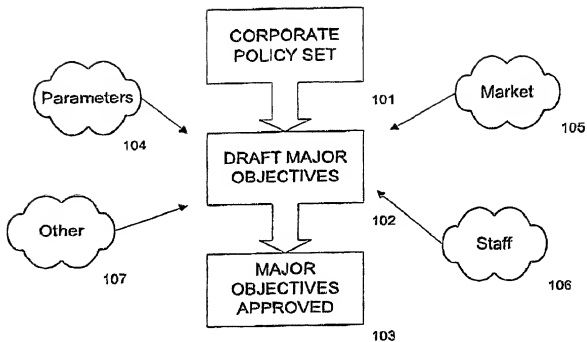 CORPORATE
POLICY SET
101
Parameters
104
Market
105
DRAFT MAJOR
OBJECTIVES
102
Other
107
Staff
106
MAJOR
OBJECTIVES
APPROVED
103